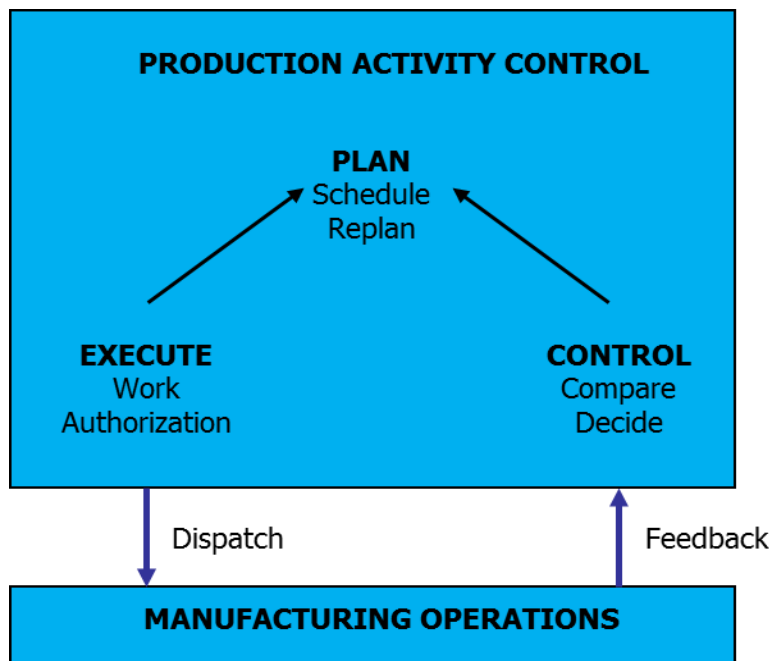 PRODUCTION ACTIVITY CONTROL
PLAN
Schedule
Replan
EXECUTE
Work
Authorization
CONTROL
Compare
Decide
Dispatch
Feedback
MANUFACTURING OPERATIONS